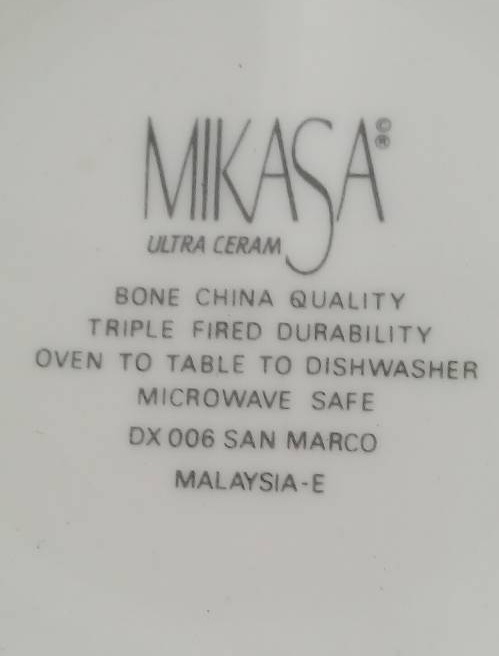 MIKASA©®
ULTRA CERAM
BONE CHINA QUALITY
TRIPLE FIRED DURABILITY
OVEN TO TABLE TO DISHWASHER
MICROWAVE SAFE
DX 006 SAN MARCO
MALAYSIA-E